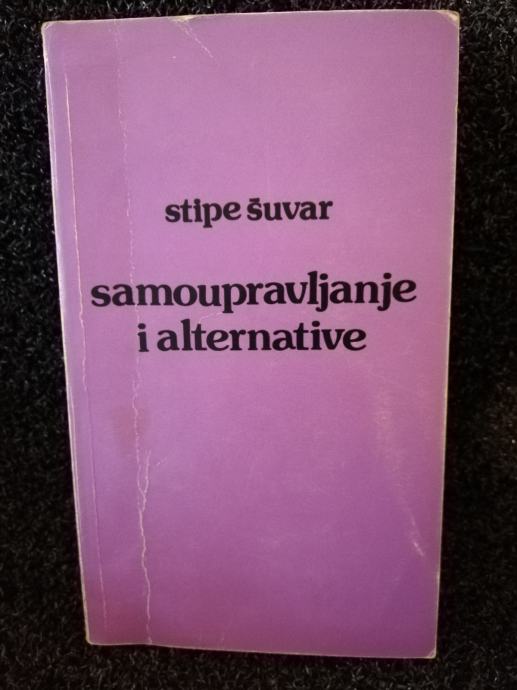 stipe šuvar
samoupravljanje
i alternative